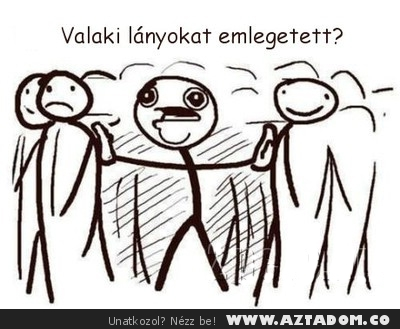 Valaki lányokat emlegetett?
Unatkozol? Nézz be! WWW.AZTADOM.CO